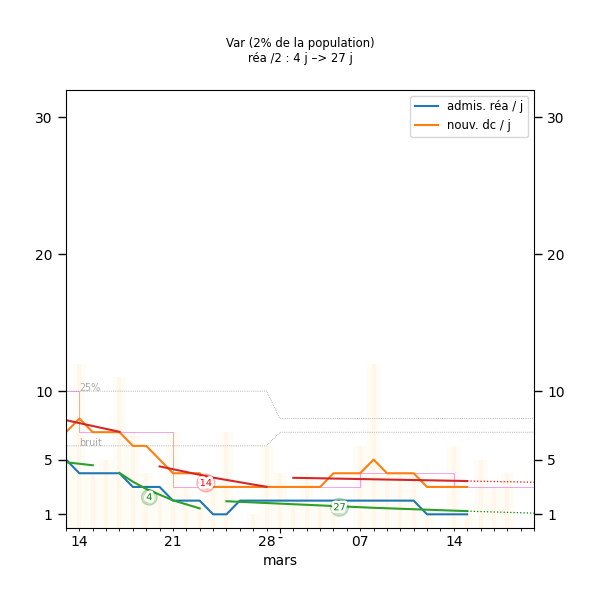 Var (2% de la population)
réa /2 : 4 j –> 27 j
admis. réa / j
nouv. dc / j
30 30
20 20
25%
10 10
bruit
5 5
14
4
27
1 1
14 21 28 07 14
mars